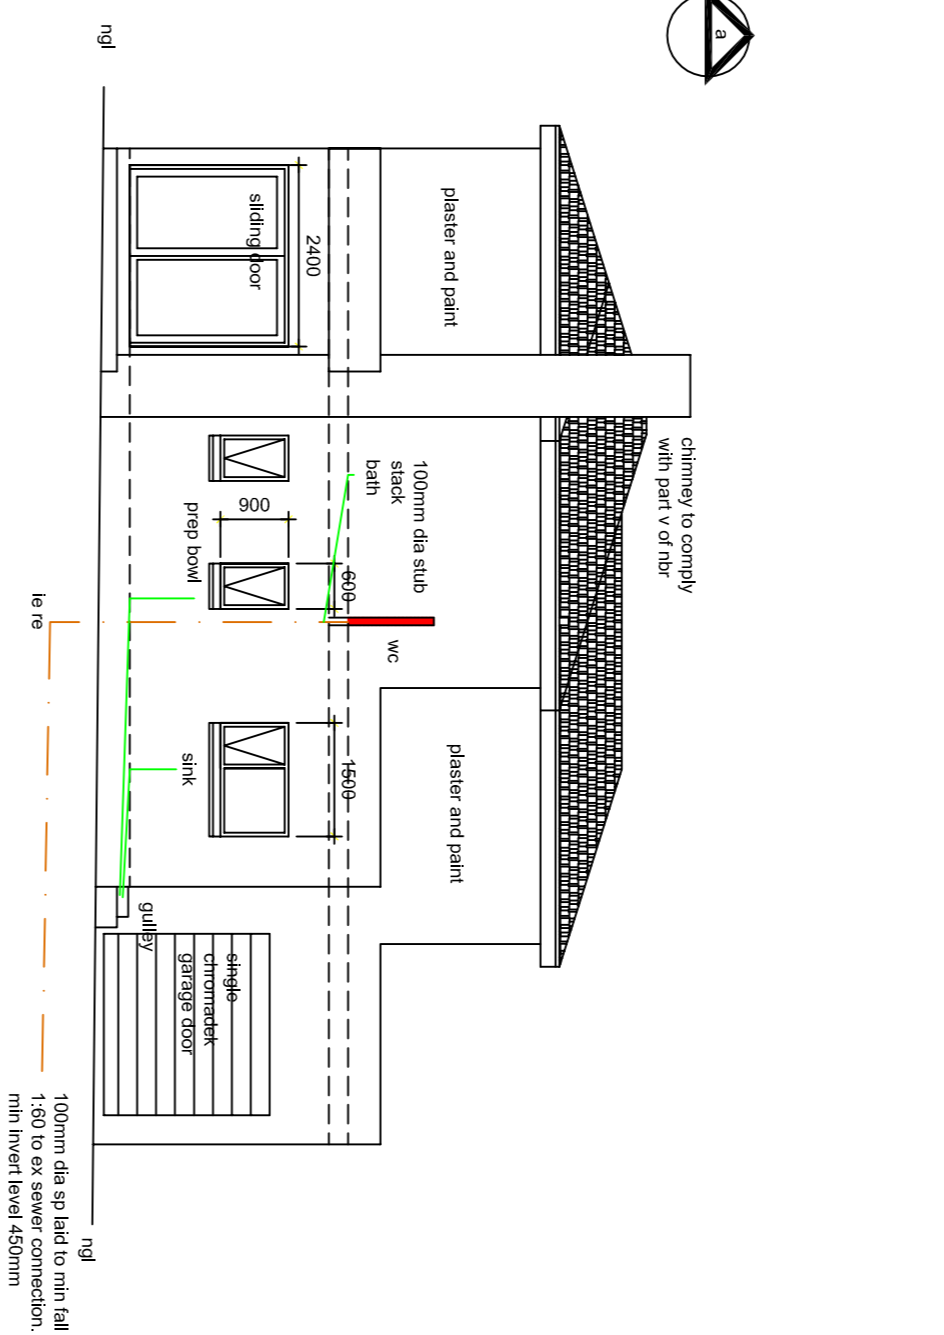 a
chimney to comply
with part v of nbr
plaster and paint
plaster and paint
100mm dia stub
stack
bath
wc
2400
600
1500
900
sliding door
prep bowl
sink
single
chromadek
garage door
gulley
ngl
ngl
ie re
100mm dia sp laid to min fall
1:60 to ex sewer connection.
min invert level 450mm